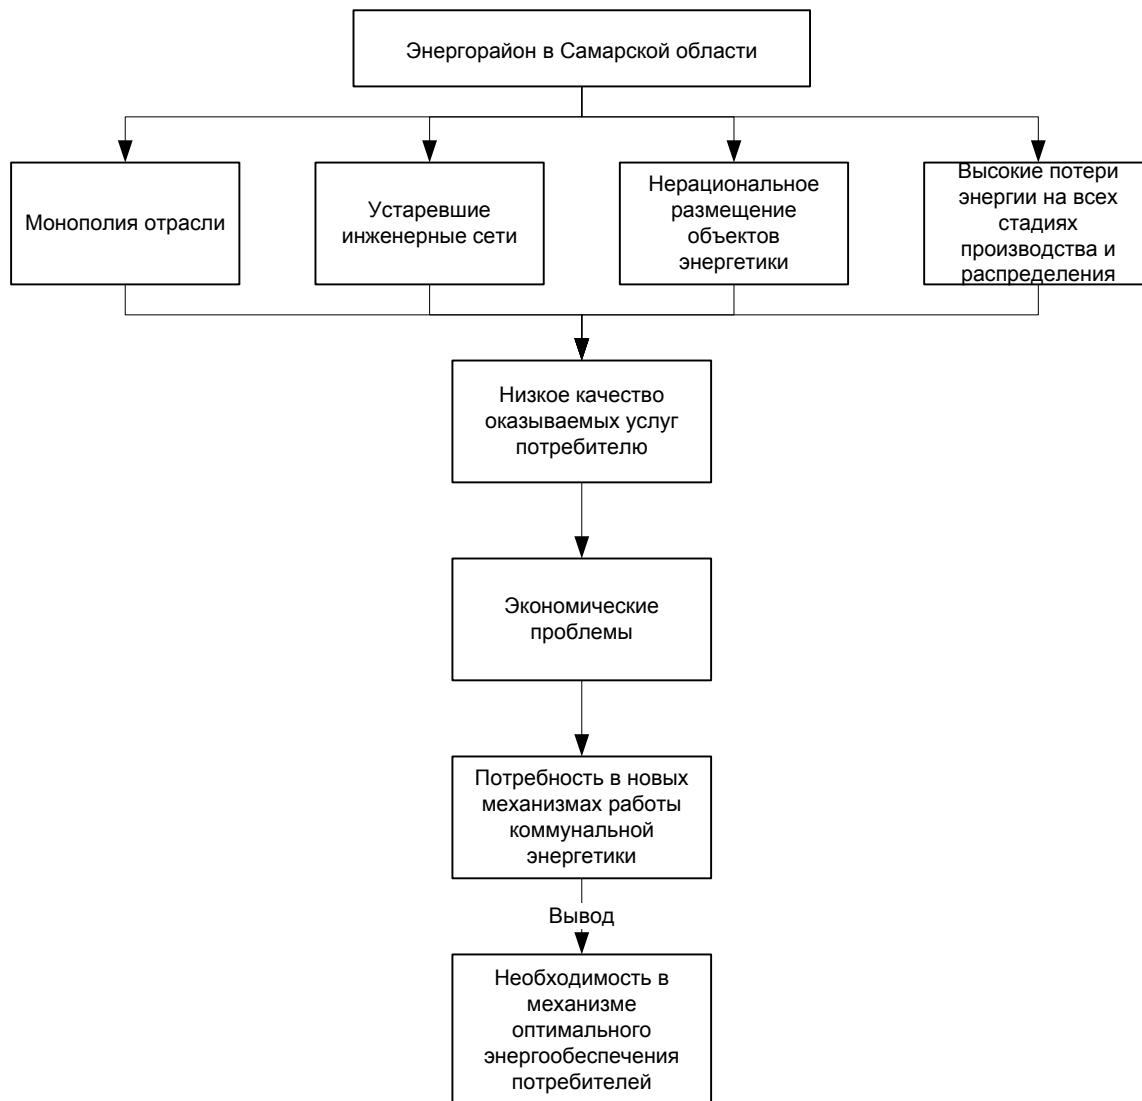 Энергорайон в Самарской области
Монополия отрасли
Устаревшие
инженерные сети
Нерациональное
размещение
объектов
энергетики
Высокие потери
энергии на всех
стадиях
производства и
распределения
Низкое качество
оказываемых услуг
потребителю
Экономические
проблемы
Потребность в новых
механизмах работы
коммунальной
энергетики
Вывод
Необходимость в
механизме
оптимального
энергообеспечения
потребителей